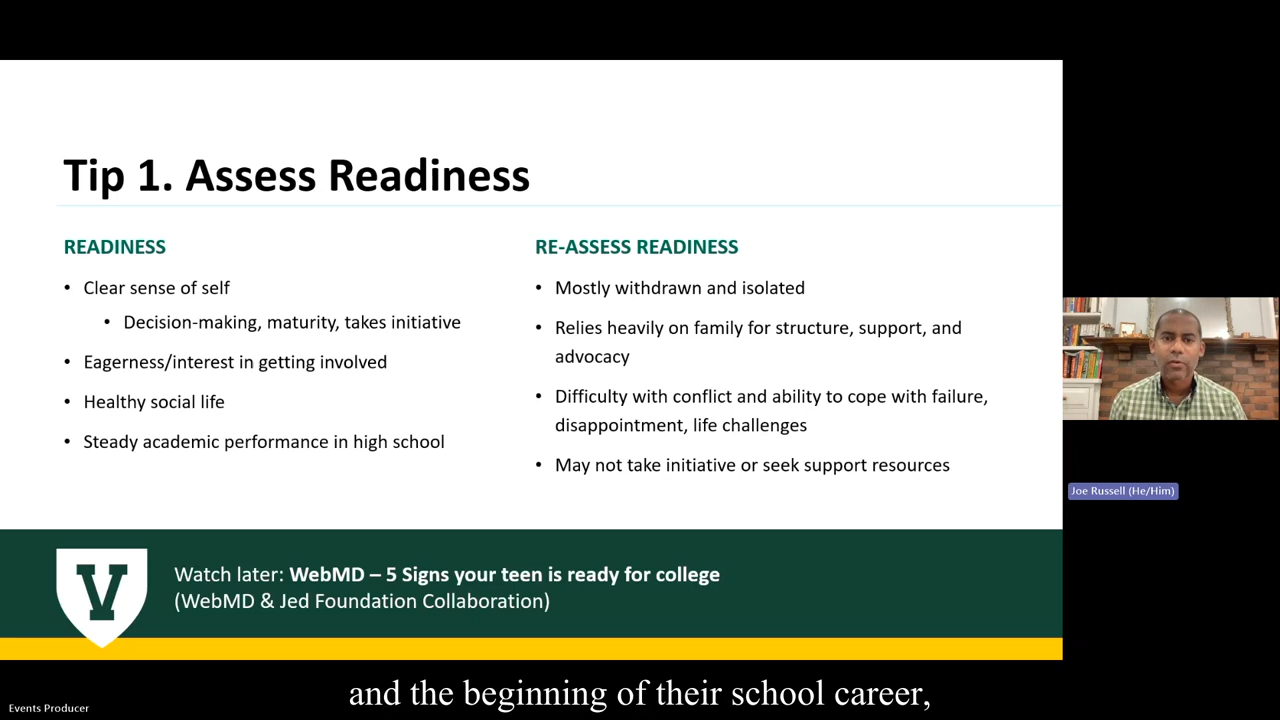 Tip 1. Assess Readiness
READINESS
• Clear sense of self
• Decision-making, maturity, takes initiative
• Eagerness/interest in getting involved
• Healthy social life
• Steady academic performance in high school
RE-ASSESS READINESS
• Mostly withdrawn and isolated
• Relies heavily on family for structure, support, and
advocacy
• Difficulty with conflict and ability to cope with failure,
disappointment, life challenges
• May not take initiative or seek support resources
V
Watch later: WebMD – 5 Signs your teen is ready for college
(WebMD & Jed Foundation Collaboration)
Joe Russell (He/Him)
and the beginning of their school career,
Events Producer